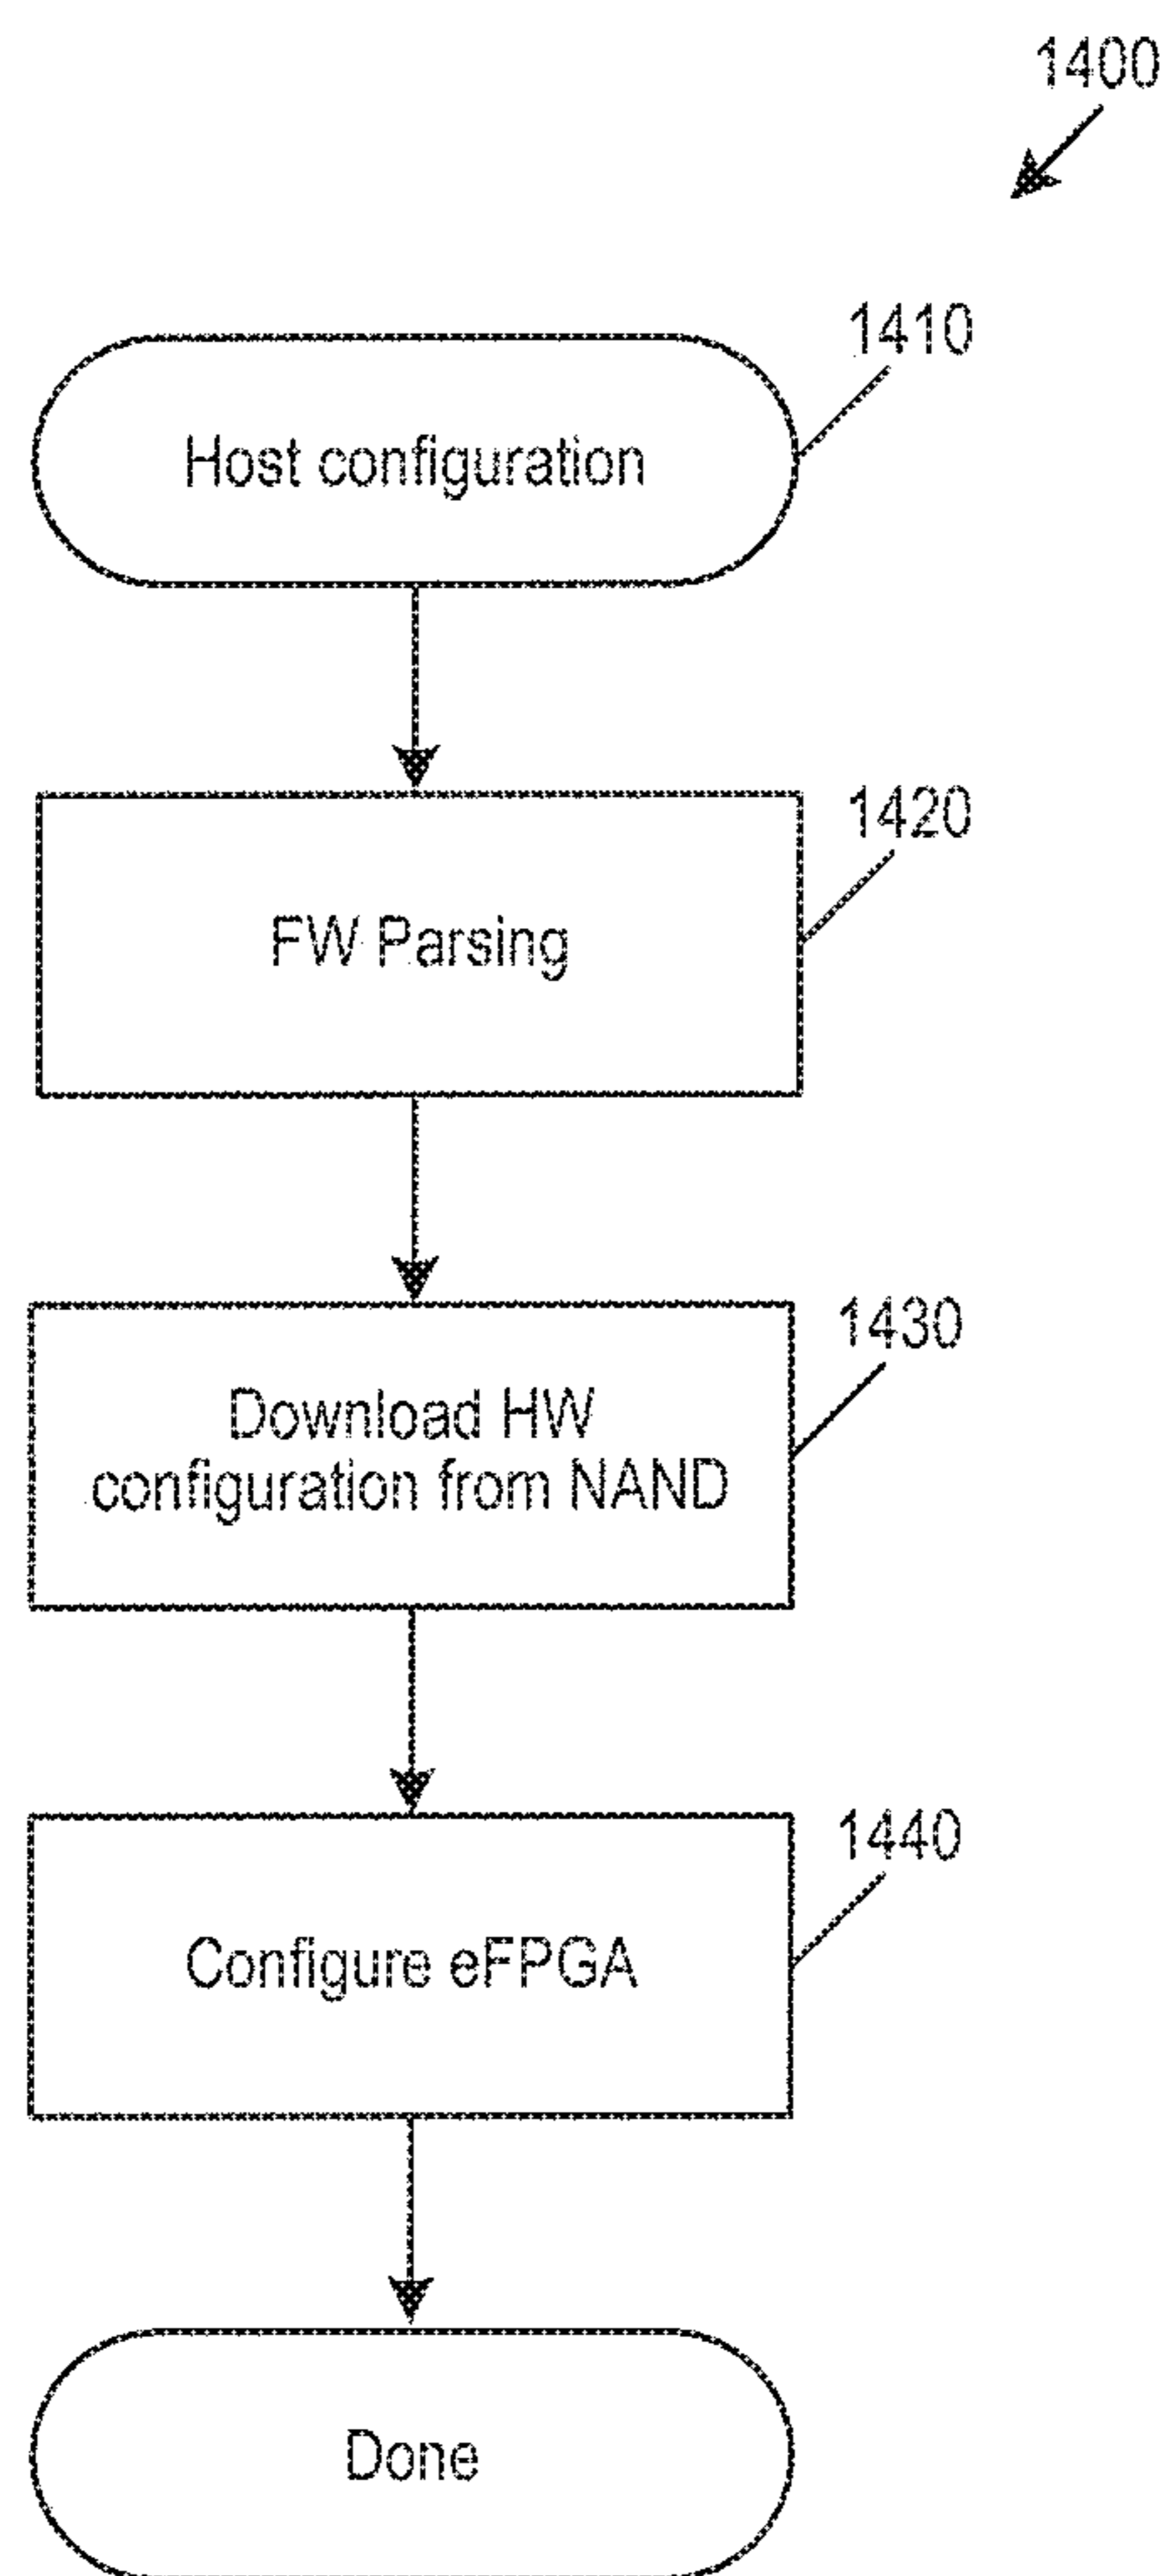 1400
1410
Host configuration
1420
FW Parsing
1430
Download HW
configuration from NAND
1440
Configure eFPGA
Done